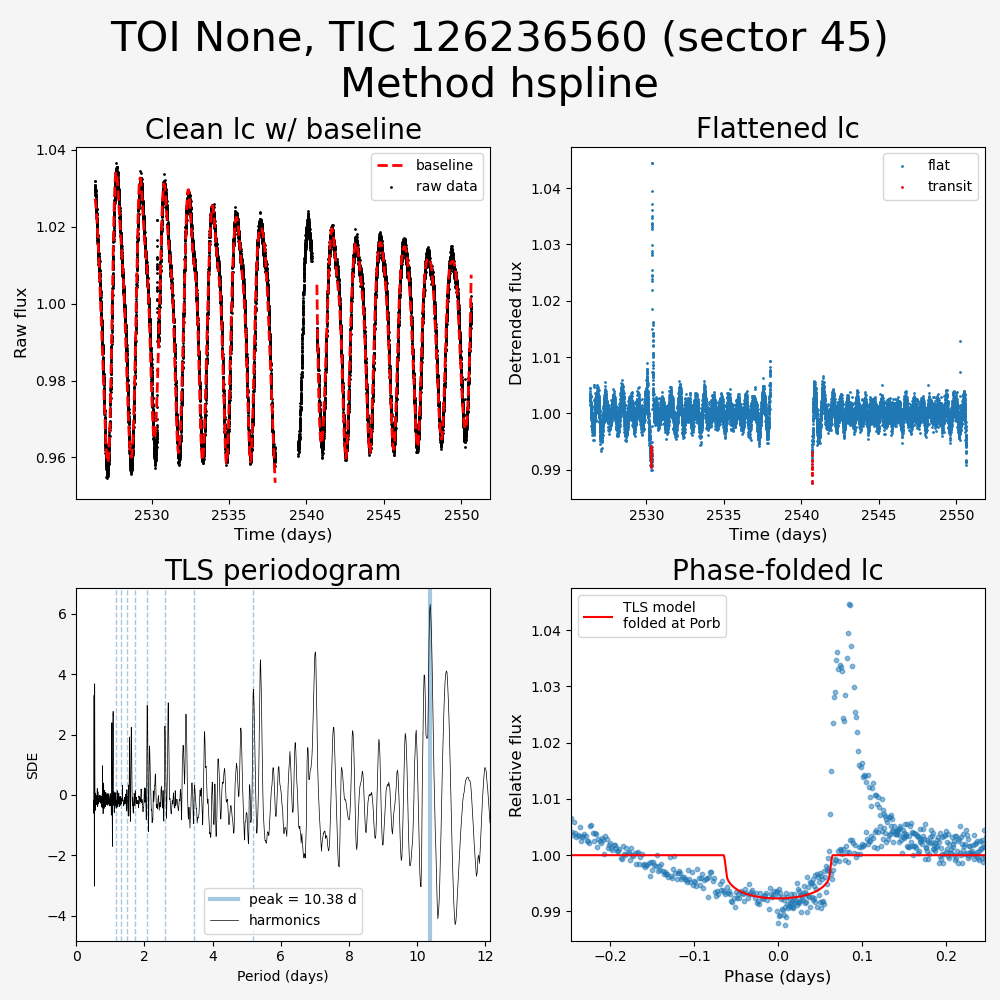 TOI None, TIC 126236560 (sector 45)
Method hspline
Clean lc w/ baseline
baseline
raw data
1.04
1.02
1.00
0.98
0.96
Raw flux
2530
2535
2540
2545
2550
Time (days)
Flattened lc
flat
transit
1.04
1.03
1.02
1.01
1.00
0.99
Detrended flux
2530
2535
2540
2545
2550
Time (days)
TLS periodogram
6
4
2
0
−2
−4
SDE
peak = 10.38 d
harmonics
0
2
4
6
8
10
12
Period (days)
Phase-folded lc
TLS model
folded at Porb
1.04
1.03
1.02
1.01
1.00
0.99
Relative flux
−0.2
−0.1
0.0
0.1
0.2
Phase (days)